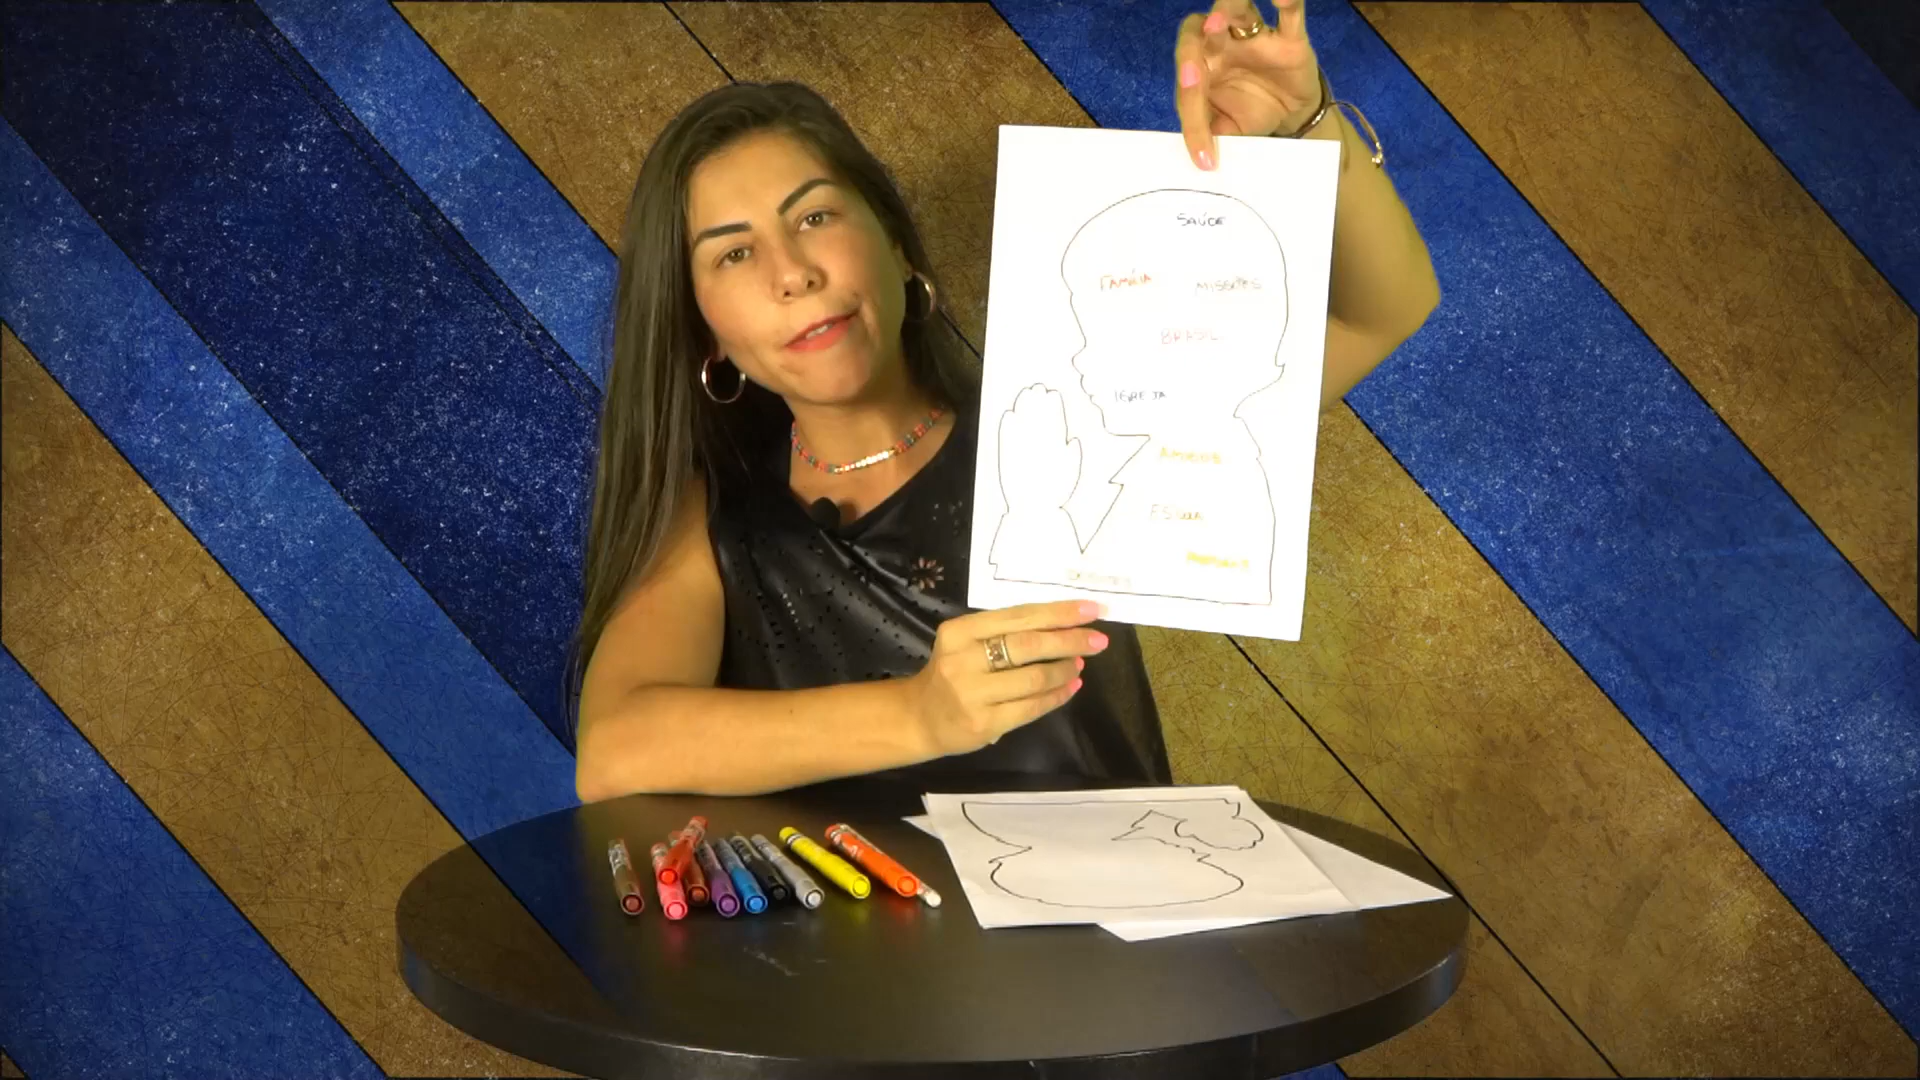 SAÚDE
FAMÍLIA MISSÕES
BRASIL
IGREJA
AMIGOS
ESCOLA